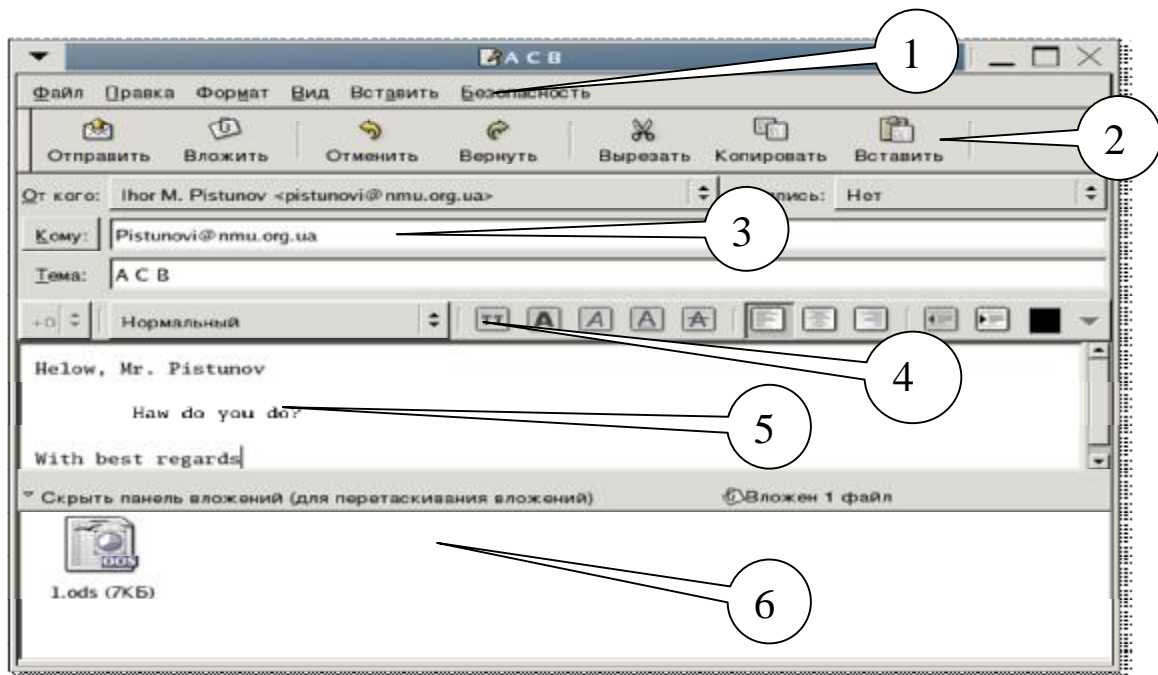 A C B
1
Файл Правка Формат Вид Вставить Безопасность
Отправить Вложить Отменить Вернуть Вырезать Копировать Вставить
2
От кого: Ihor M. Pistunov <pistunovi@nmu.org.ua> Нет
Кому: Pistunovi@nmu.org.ua
3
Тема: A C B
+0 Нормальный TT A A A A
4
Helow, Mr. Pistunov
Haw do you do?
5
With best regards
Скрыть панель вложений (для перетаскивания вложений) Вложен 1 файл
OOS
1.ods (7КБ)
6